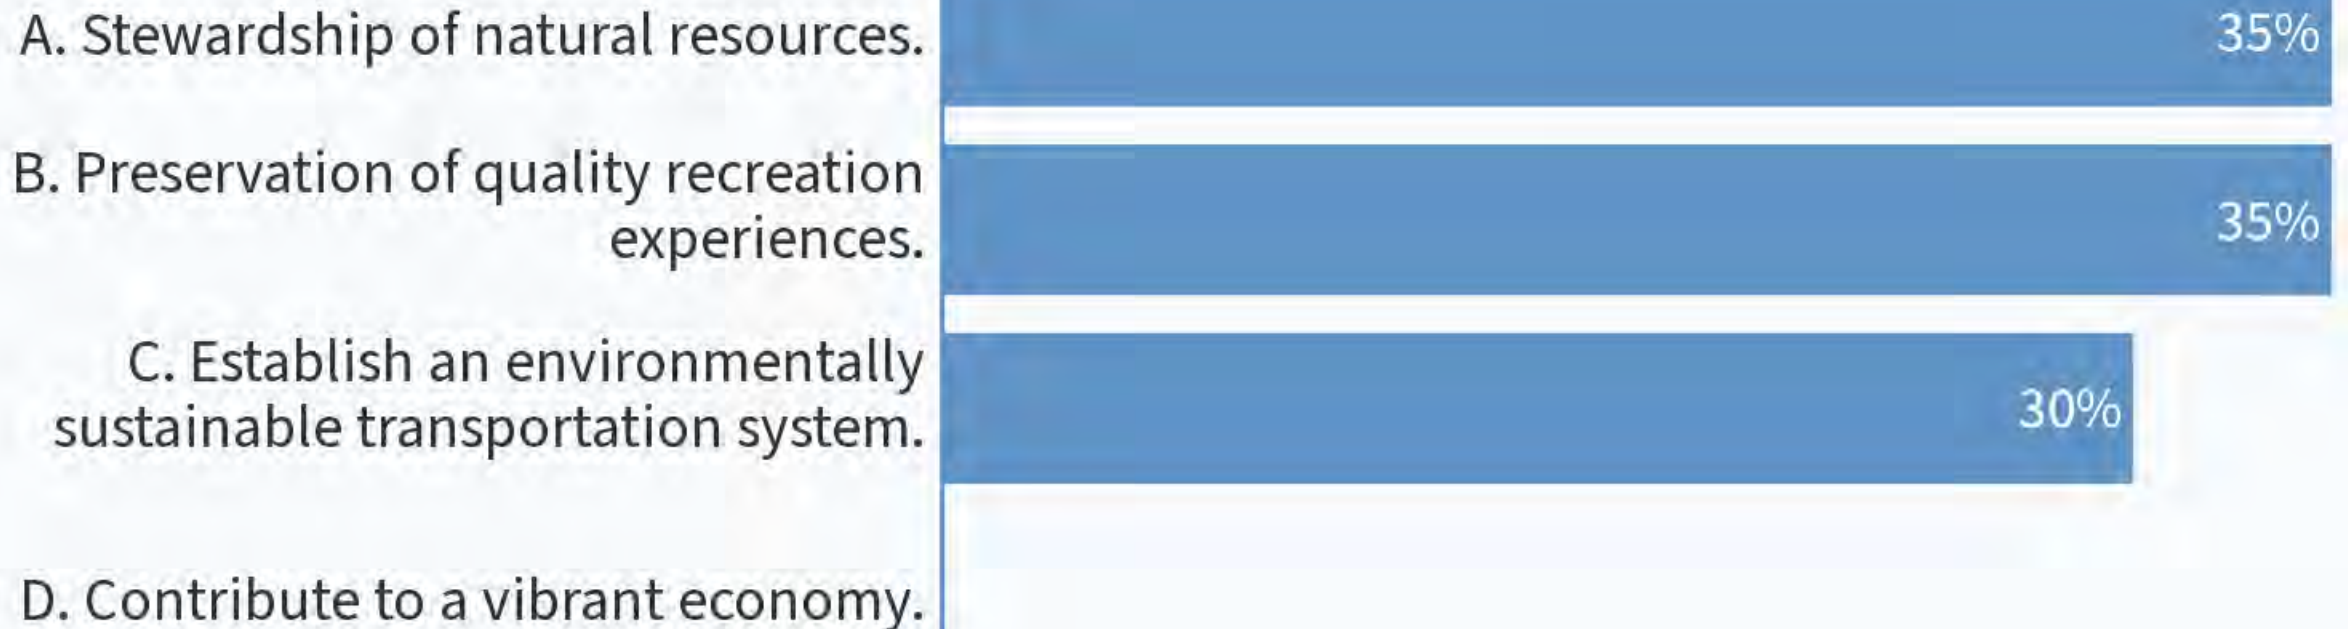 A. Stewardship of natural resources.
35%
B. Preservation of quality recreation
experiences.
35%
C. Establish an environmentally
sustainable transportation system.
30%
D. Contribute to a vibrant economy.